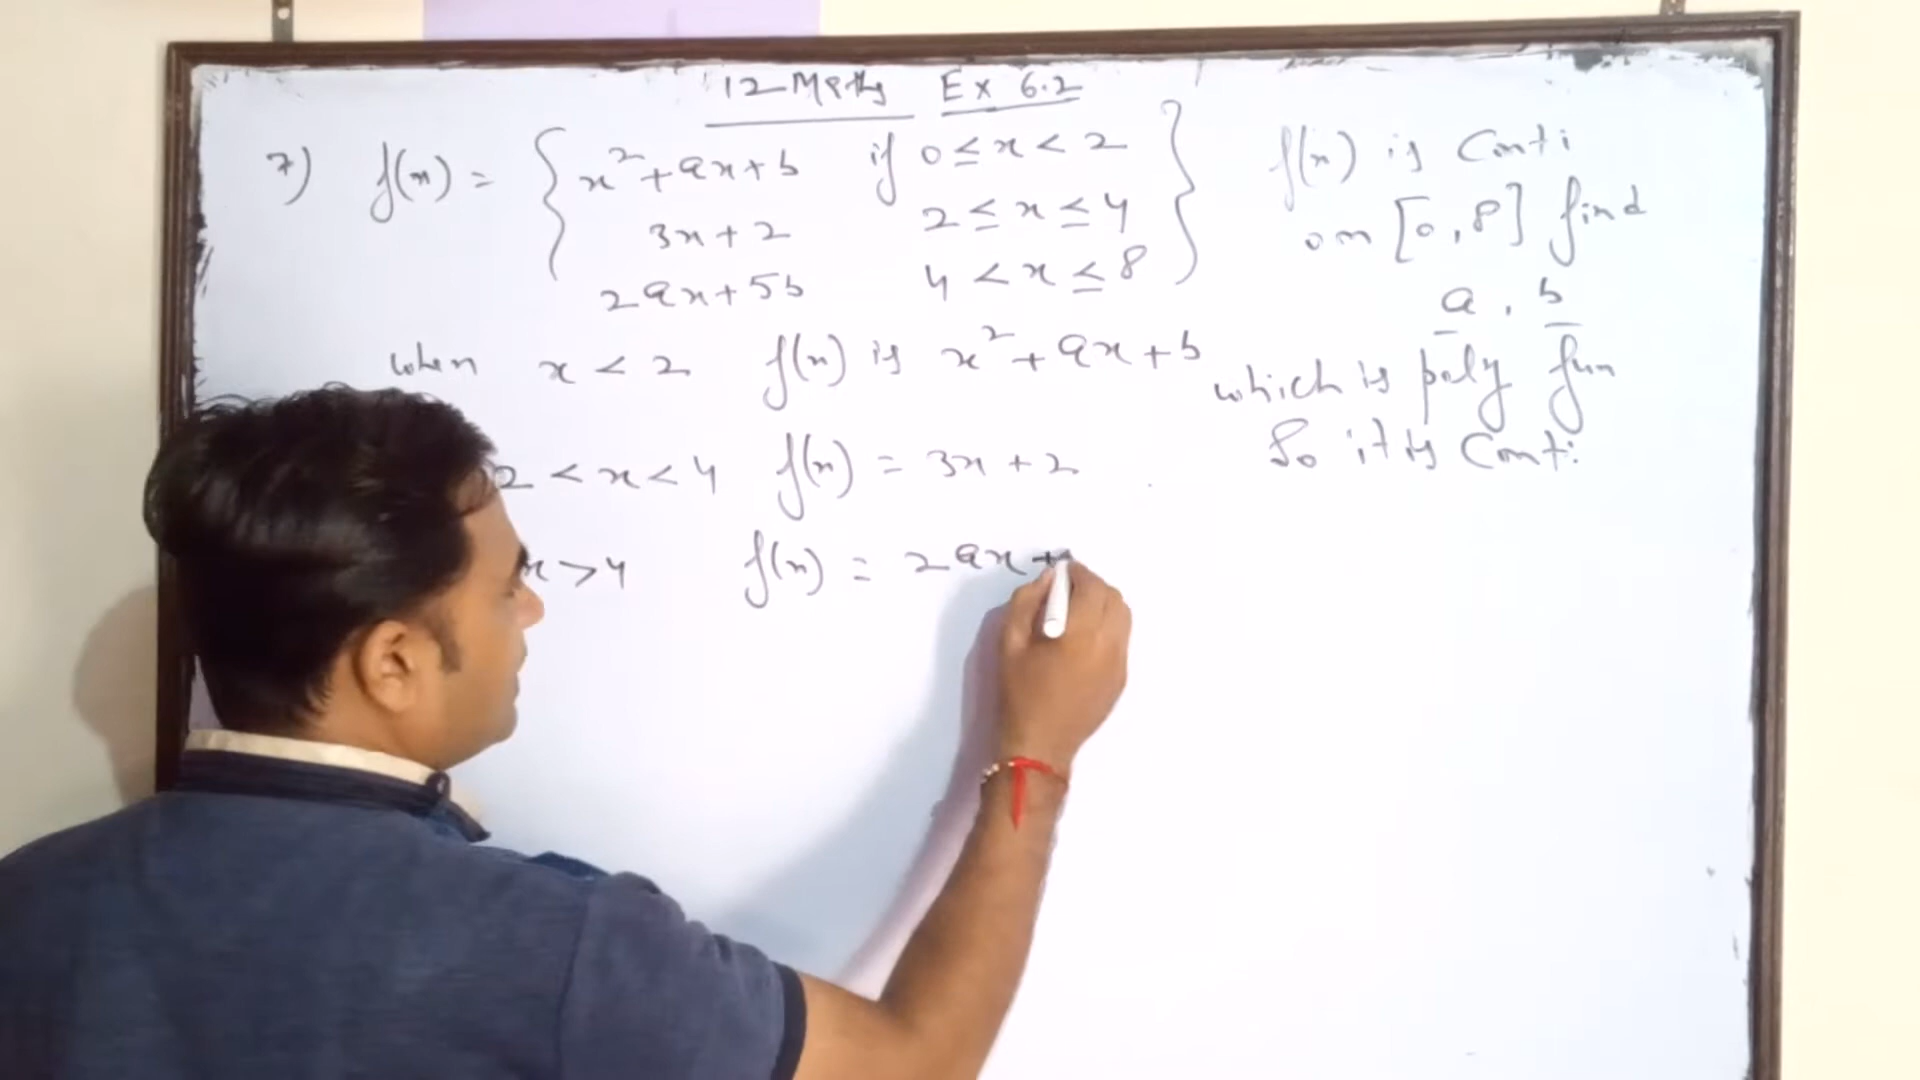 12 Maths Ex 6.2
7) f(x) = { x²+ax+b if 0≤x<2
3x+2 2≤x≤4
2ax+5b 4<x≤8 }
f(x) is Conti
on [0,8] find
a, b
when x<2 f(x) is x²+ax+b
which is poly fun
So it is Conti
2<x<4 f(x) = 3x+2
x>4 f(x) = 2ax+